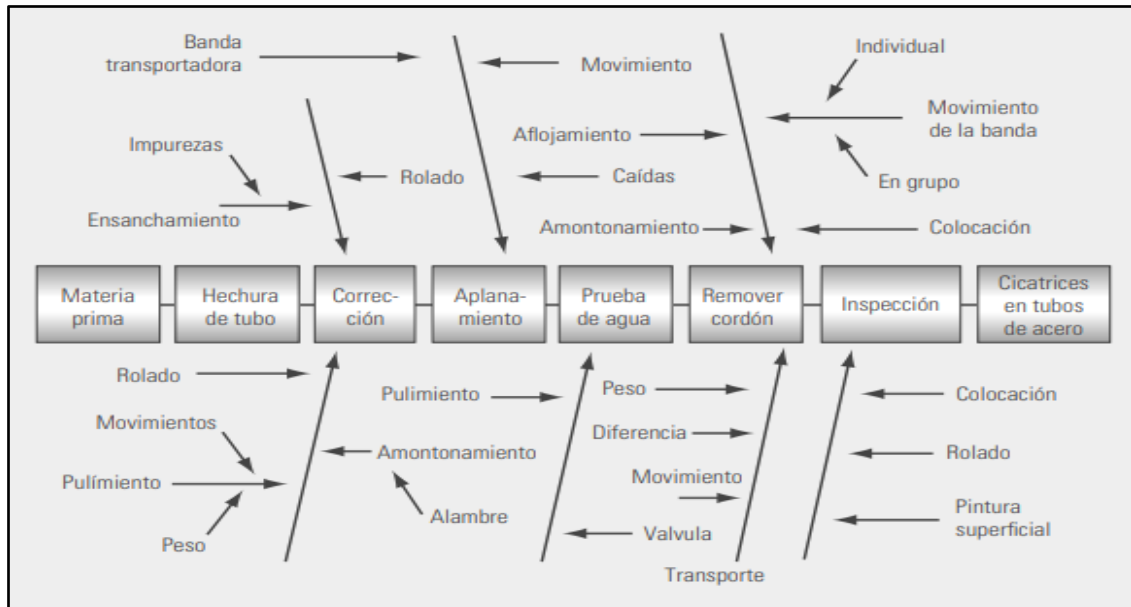 Banda
transportadora
Movimiento
Individual
Movimiento
de la banda
Impurezas
Aflojamiento
Rolado
Caídas
En grupo
Ensanchamiento
Amontonamiento
Colocación
Materia
prima
Hechura
de tubo
Correc-
ción
Aplana-
miento
Prueba
de agua
Remover
cordón
Inspección
Cicatrices
en tubos
de acero
Rolado
Pulimiento
Peso
Colocación
Movimientos
Diferencia
Amontonamiento
Rolado
Pulímiento
Movimiento
Alambre
Pintura
superficial
Peso
Valvula
Transporte